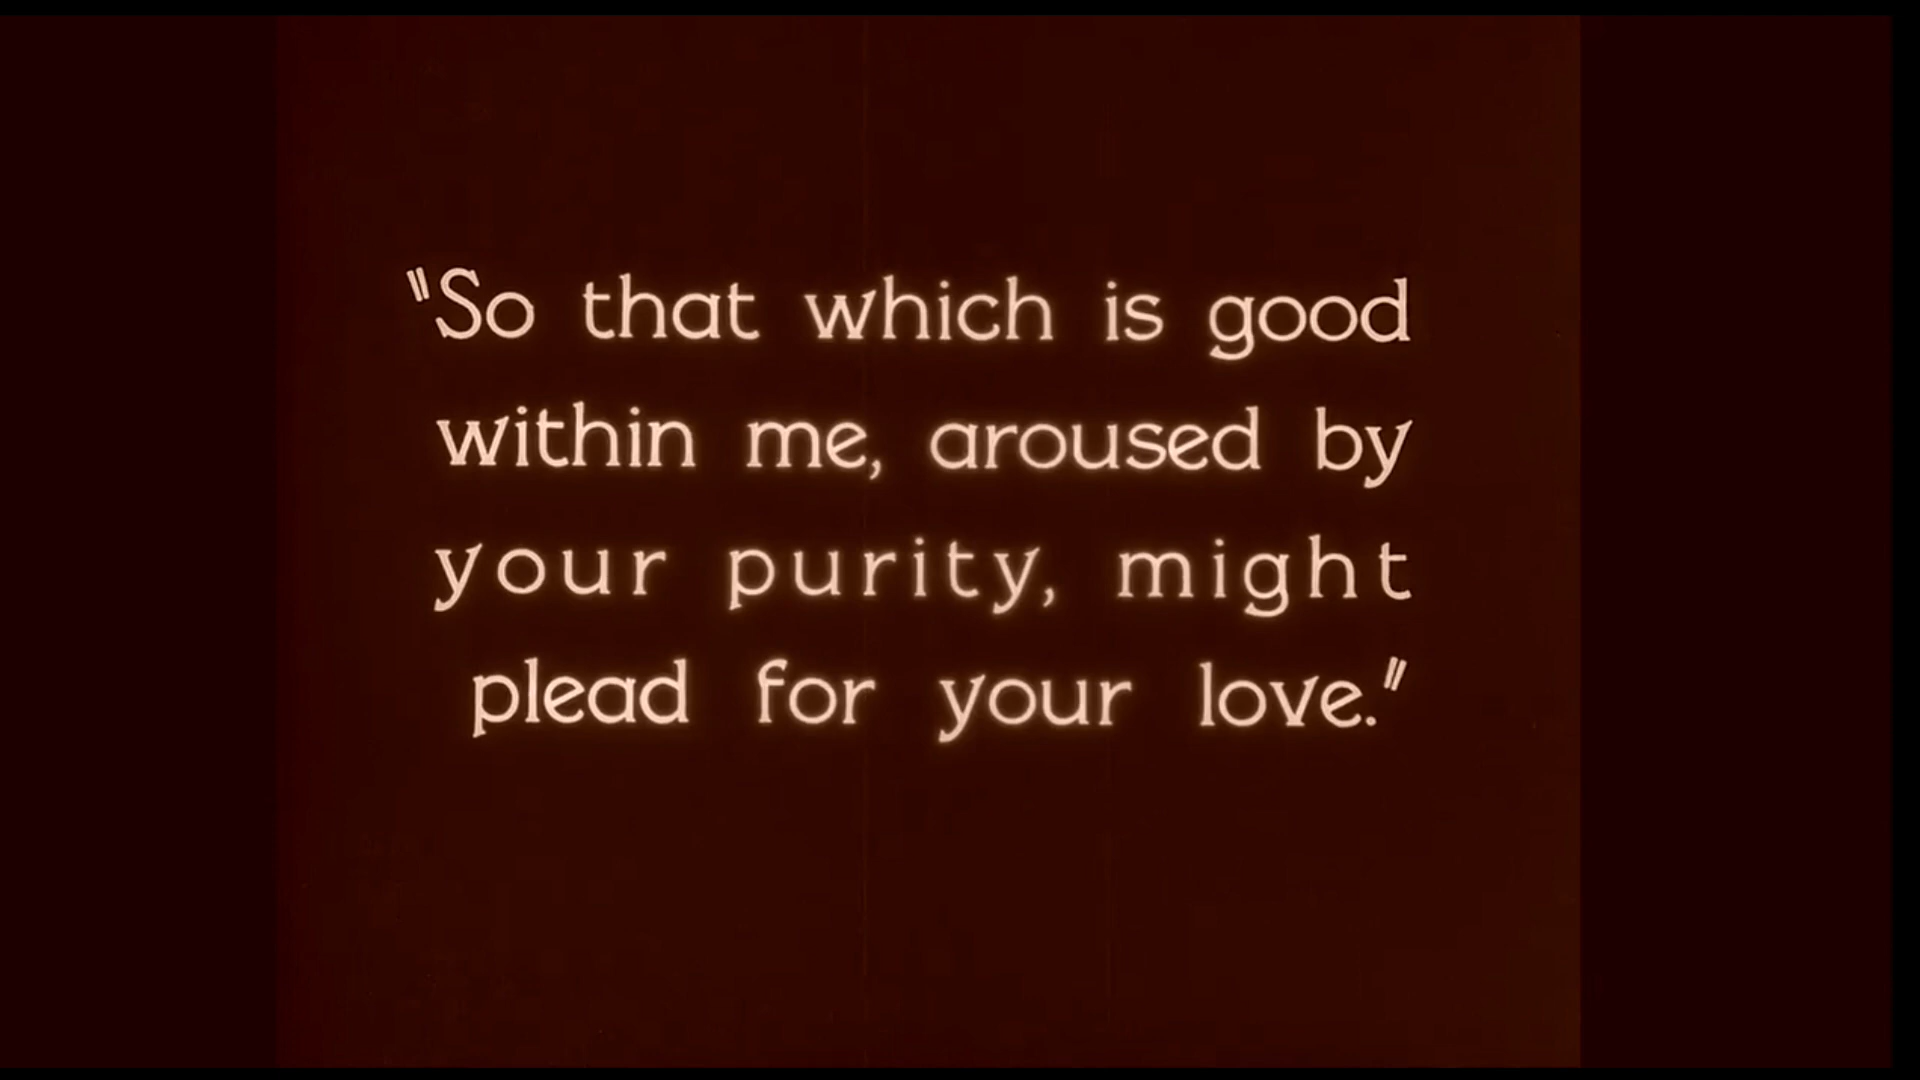 "So that which is good
within me, aroused by
your purity, might
plead for your love."